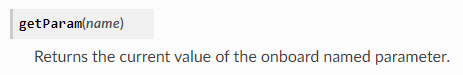 getParam(name)
Returns the current value of the onboard named parameter.